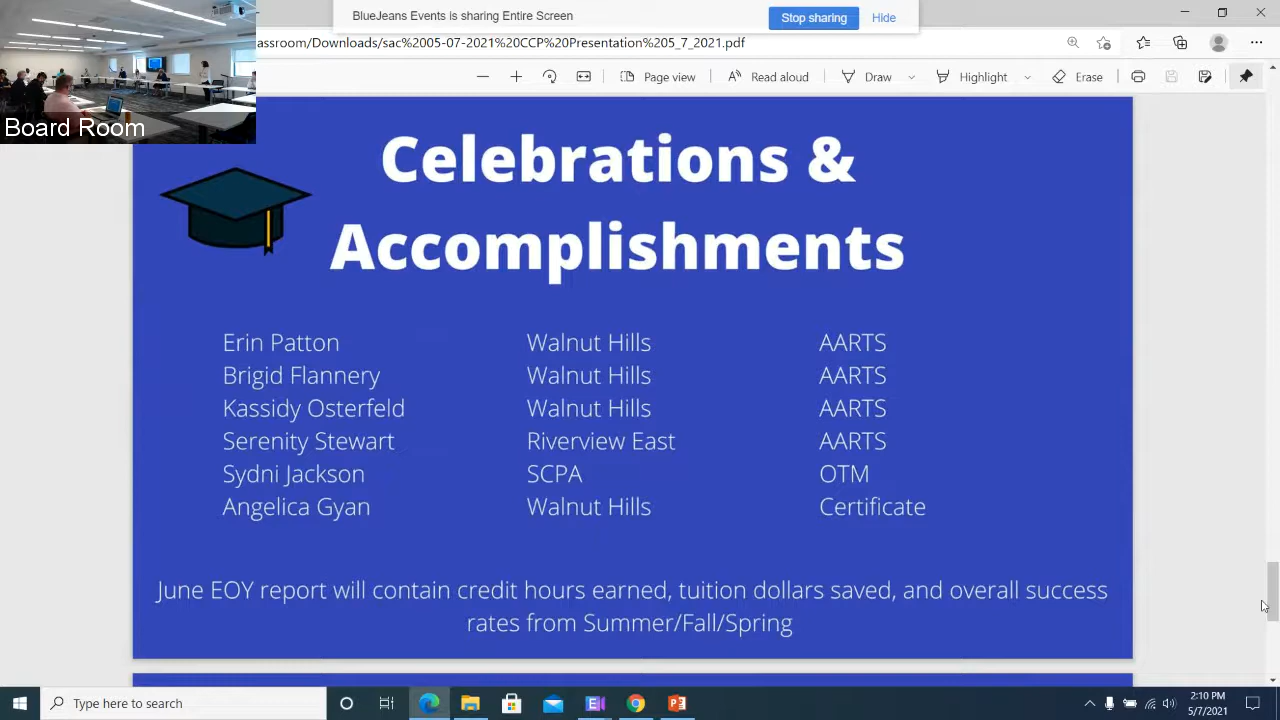 BlueJeans Events is sharing Entire Screen
Stop sharing
Hide
assroom/Downloads/sac%2005-07-2021%20CCP%20Presentation%205_7_2021.pdf
Page view
Read aloud
Draw
Highlight
Erase
Board Room
Celebrations &
Accomplishments
Erin Patton Walnut Hills AARTS
Brigid Flannery Walnut Hills AARTS
Kassidy Osterfeld Walnut Hills AARTS
Serenity Stewart Riverview East AARTS
Sydni Jackson SCPA OTM
Angelica Gyan Walnut Hills Certificate
June EOY report will contain credit hours earned, tuition dollars saved, and overall success
rates from Summer/Fall/Spring
Type here to search
2:10 PM
5/7/2021